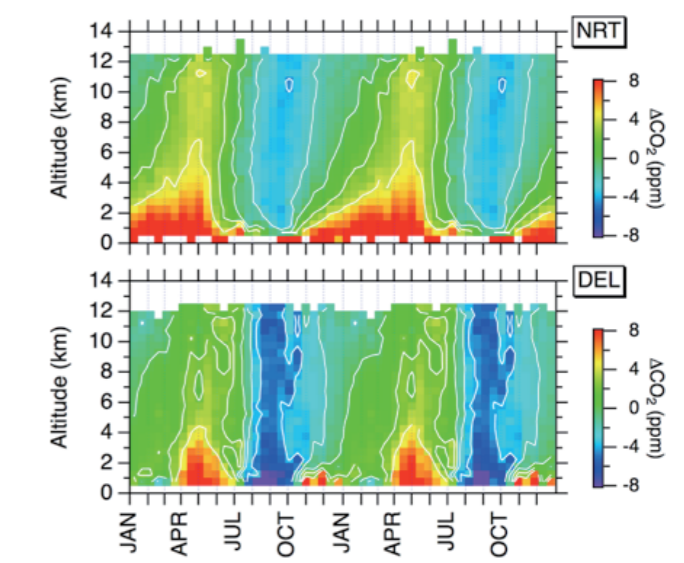 NRT
14
12
10
8
6
4
2
0
Altitude (km)
8
4
0
-4
-8
ΔCO₂ (ppm)
DEL
14
12
10
8
6
4
2
0
Altitude (km)
8
4
0
-4
-8
ΔCO₂ (ppm)
JAN
APR
JUL
OCT
JAN
APR
JUL
OCT